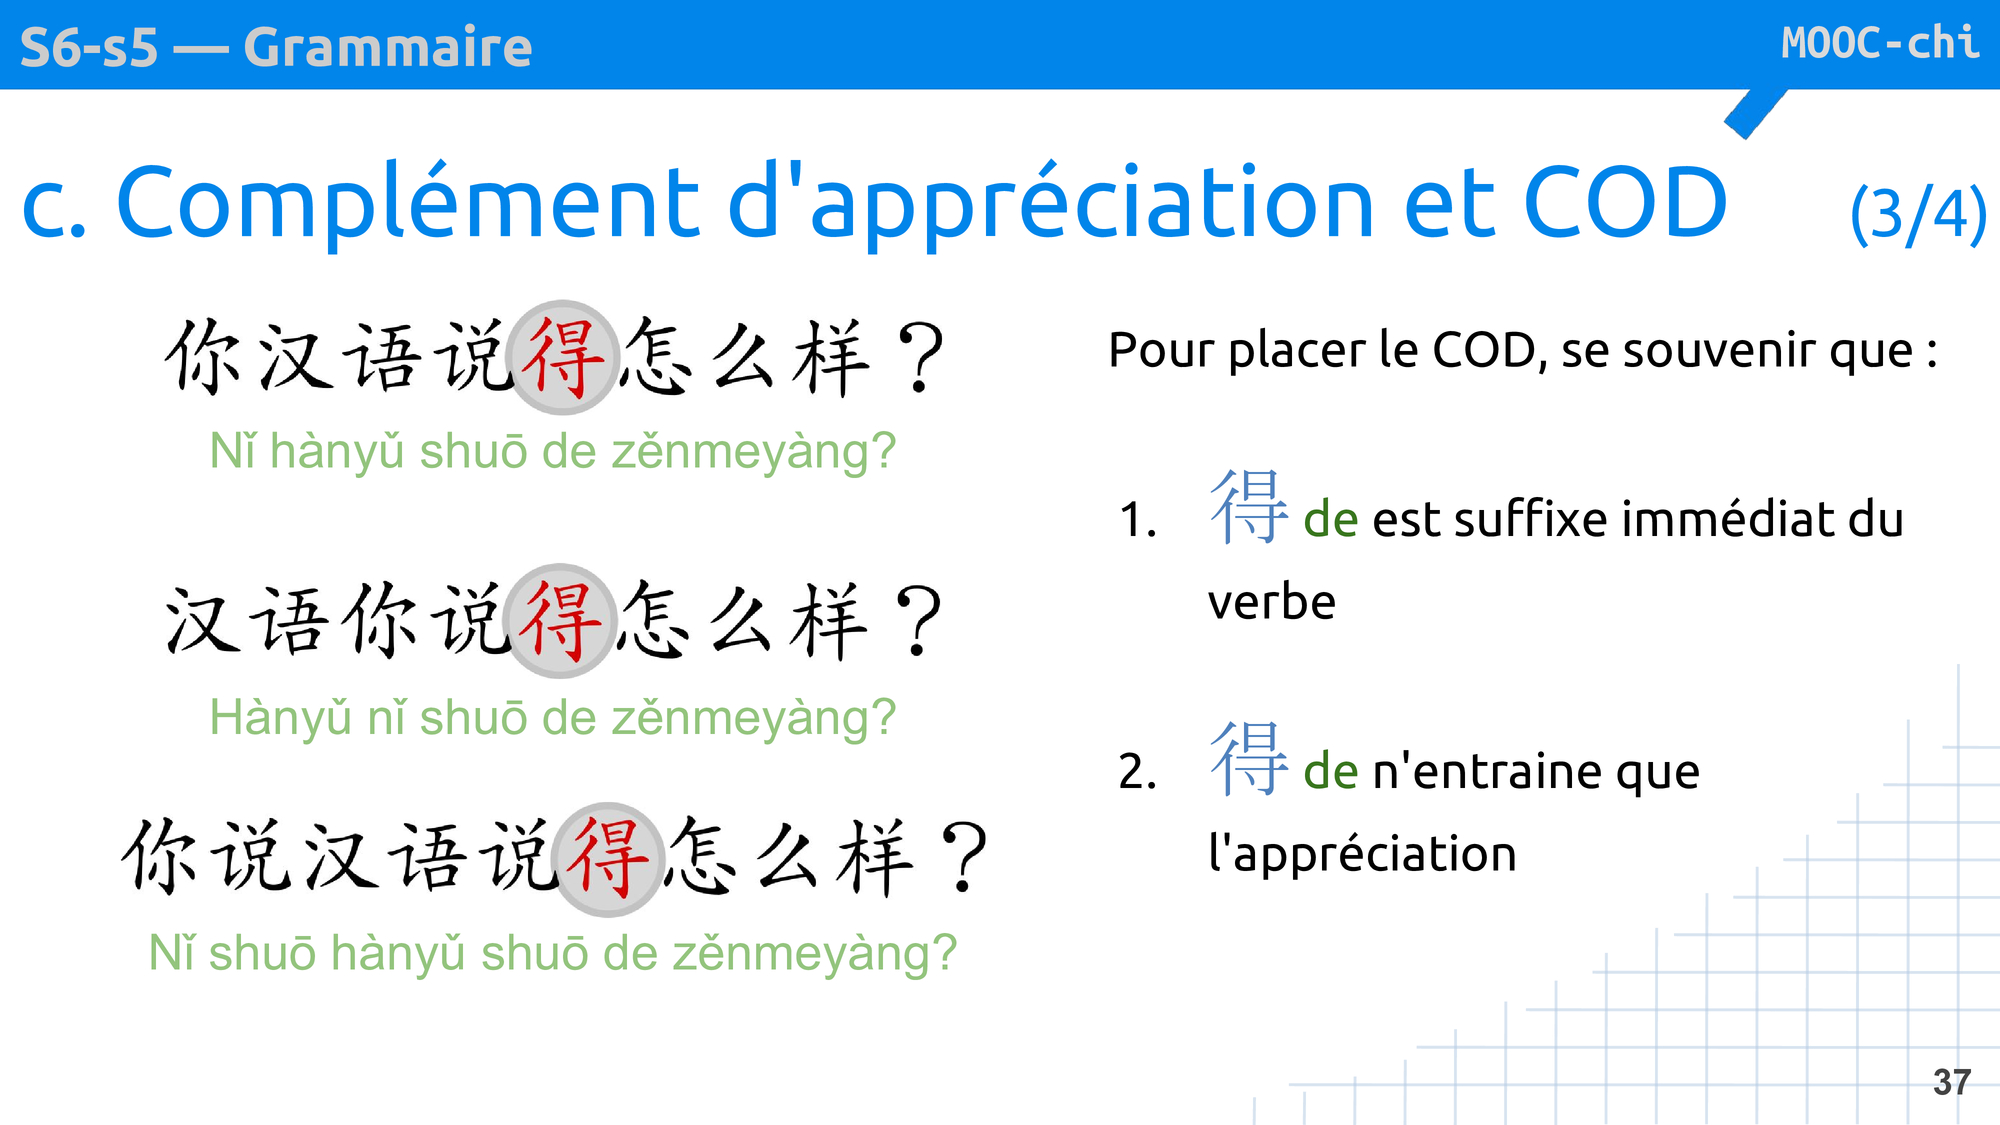 S6-s5 — Grammaire
MOOC-chi
c. Complément d'appréciation et COD (3/4)
你汉语说得怎么样？
Nǐ hànyǔ shuō de zěnmeyàng?
汉语你说得怎么样？
Hànyǔ nǐ shuō de zěnmeyàng?
你说汉语说得怎么样？
Nǐ shuō hànyǔ shuō de zěnmeyàng?
Pour placer le COD, se souvenir que :
1. 得 de est suffixe immédiat du
verbe
2. 得 de n'entraine que
l'appréciation
37